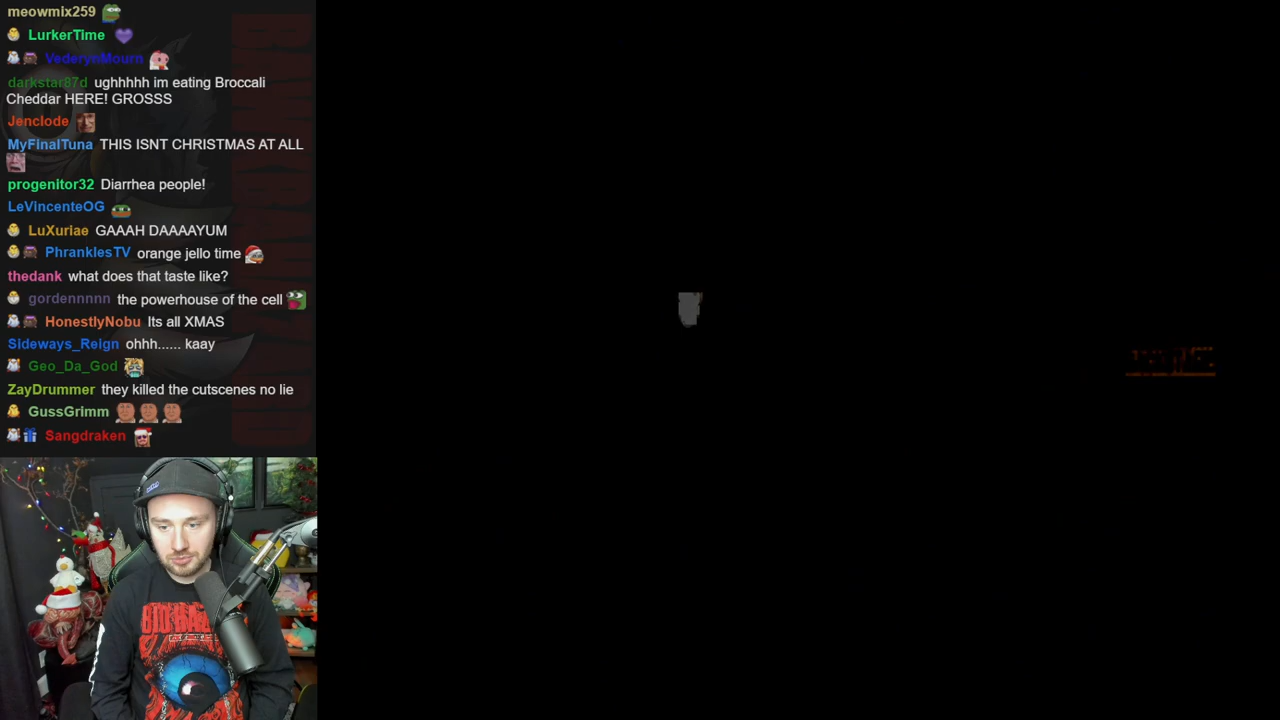 meowmix259
LurkerTime
VederynMourn
darkstar87d ughhhhh im eating Broccali
Cheddar HERE! GROSSS
Jenclode
MyFinalTuna THIS ISNT CHRISTMAS AT ALL
progenitor32 Diarrhea people!
LeVincenteOG
LuXuriae GAAAH DAAAAYUM
PhranklesTV orange jello time
thedank what does that taste like?
gordennnnn the powerhouse of the cell
HonestlyNobu Its all XMAS
Sideways_Reign ohhh...... kaay
Geo_Da_God
ZayDrummer they killed the cutscenes no lie
GussGrimm
Sangdraken